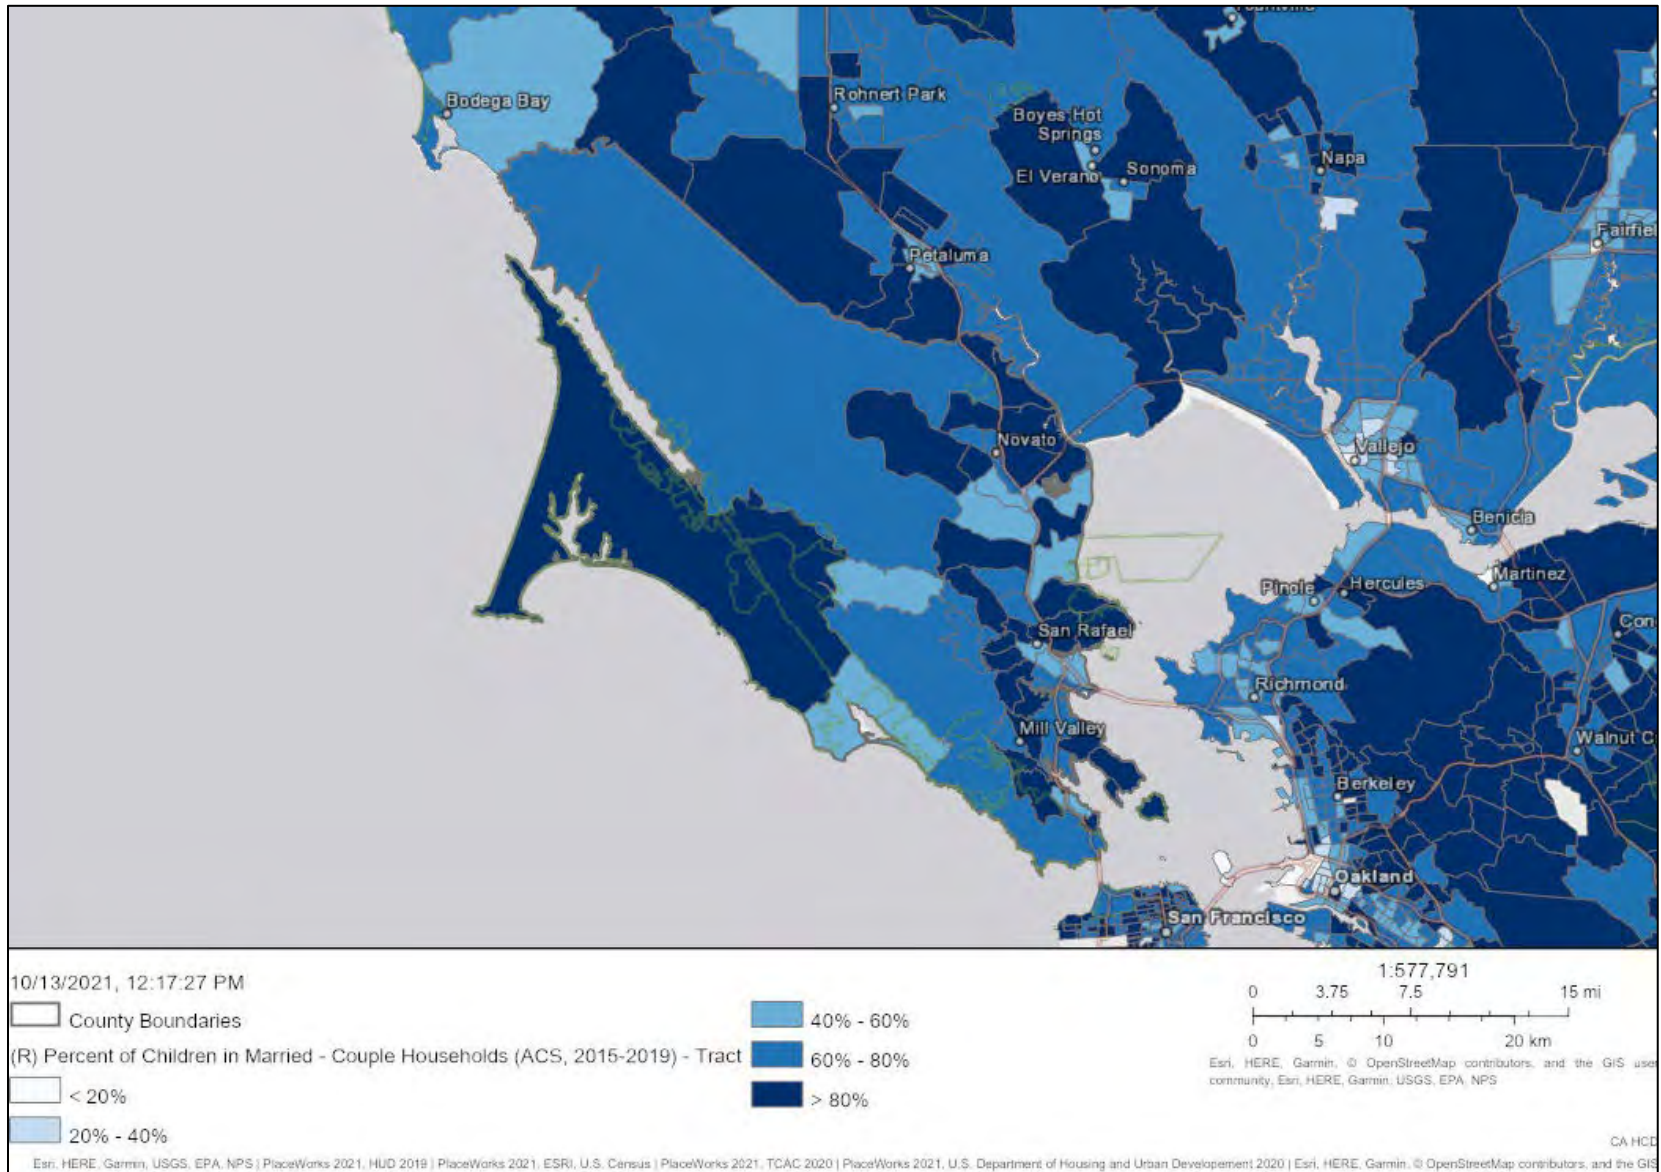 Bodega Bay
Rohnert Park
Boyes Hot
Springs
El Verano
Sonoma
Napa
Petaluma
Novato
Vallejo
Benicia
Martinez
Pinole
Hercules
San Rafael
Richmond
Mill Valley
Berkeley
Oakland
San Francisco
Fairfie
Con
Walnut C
10/13/2021, 12:17:27 PM
County Boundaries
(R) Percent of Children in Married - Couple Households (ACS, 2015-2019) - Tract
< 20%
20% - 40%
40% - 60%
60% - 80%
> 80%
1:577,791
0 3.75 7.5 15 mi
0 5 10 20 km
Esri, HERE, Garmin, © OpenStreetMap contributors, and the GIS user
community, Esri, HERE, Garmin, USGS, EPA, NPS
CA HCD
Esri, HERE, Garmin, USGS, EPA, NPS | PlaceWorks 2021, HUD 2019 | PlaceWorks 2021, ESRI, U.S. Census | PlaceWorks 2021, TCAC 2020 | PlaceWorks 2021, U.S. Department of Housing and Urban Developement 2020 | Esri, HERE, Garmin, © OpenStreetMap contributors, and the GIS